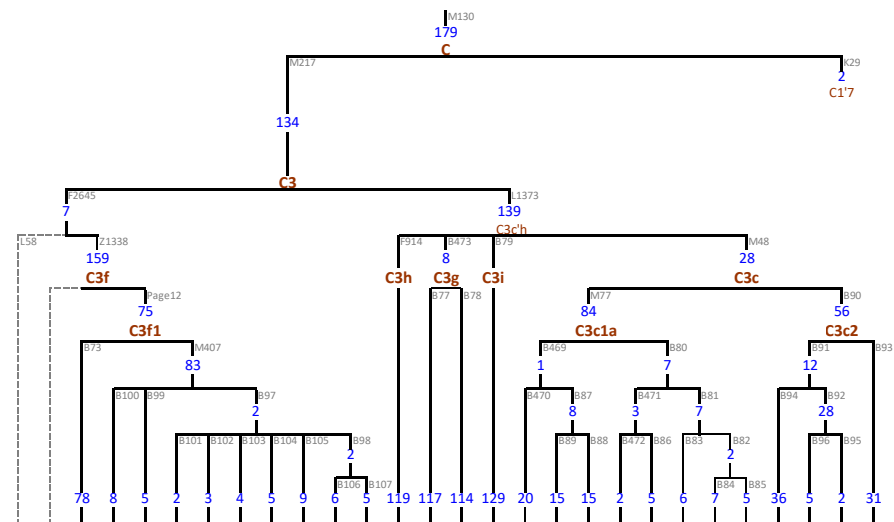 M130
179
C
M217 K29
2
C1'7
134
C3
F2645 L1373
7 139
C3c'h
L58 Z1338 F914 B473 B79 M48
159 8 28
C3f C3h C3g C3i C3c
Page12 B77 B78 M77 B90
75 84 56
C3f1 C3c1a C3c2
B73 M407 B469 B80 B91 B93
83 1 7 12
B100 B99 B97 B470 B87 B471 B81 B94 B92
2 8 3 7 28
B101 B102 B103 B104 B105 B98 B89 B88 B472 B86 B83 B82 B96 B95
2 2
B106 B107 B84 B85
78 8 5 2 3 4 5 9 6 5 119 117 114 129 20 15 15 2 5 6 7 5 36 5 2 31